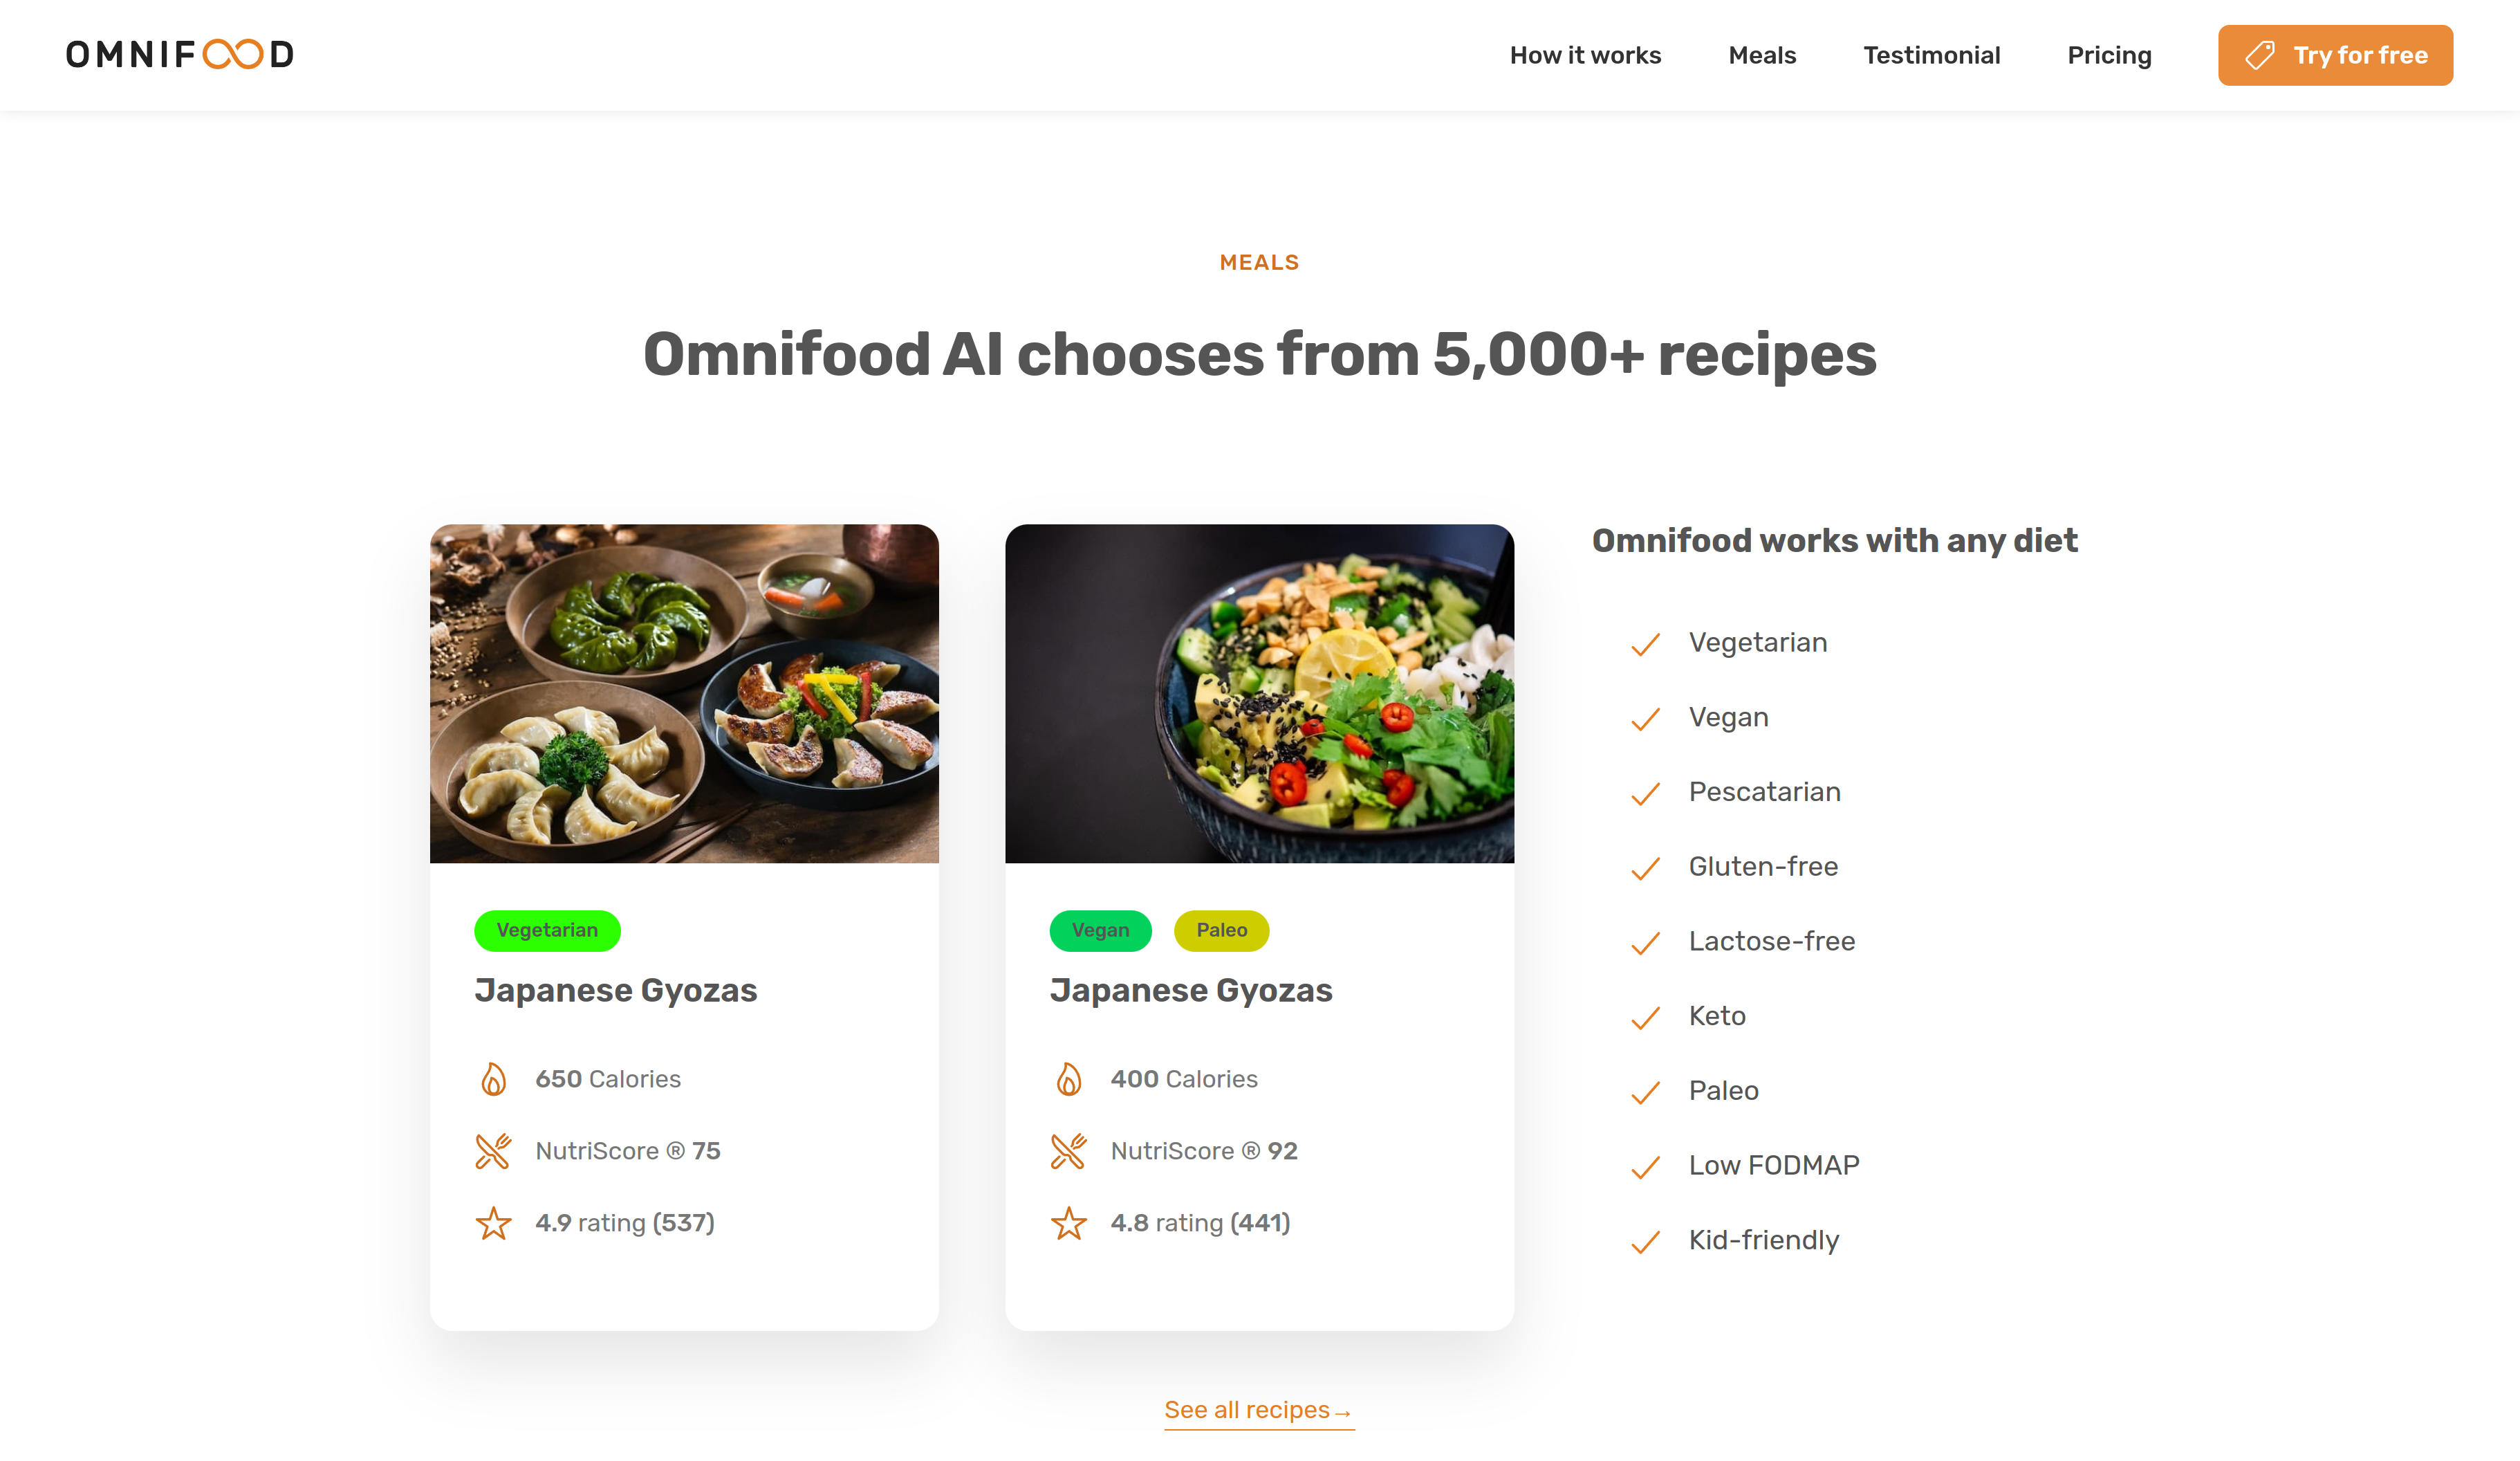 OMNIFOOD
How it works
Meals
Testimonial
Pricing
Try for free
MEALS
Omnifood AI chooses from 5,000+ recipes
Vegetarian
Japanese Gyozas
650 Calories
NutriScore ® 75
4.9 rating (537)
Vegan Paleo
Japanese Gyozas
400 Calories
NutriScore ® 92
4.8 rating (441)
Omnifood works with any diet
Vegetarian
Vegan
Pescatarian
Gluten-free
Lactose-free
Keto
Paleo
Low FODMAP
Kid-friendly
See all recipes→